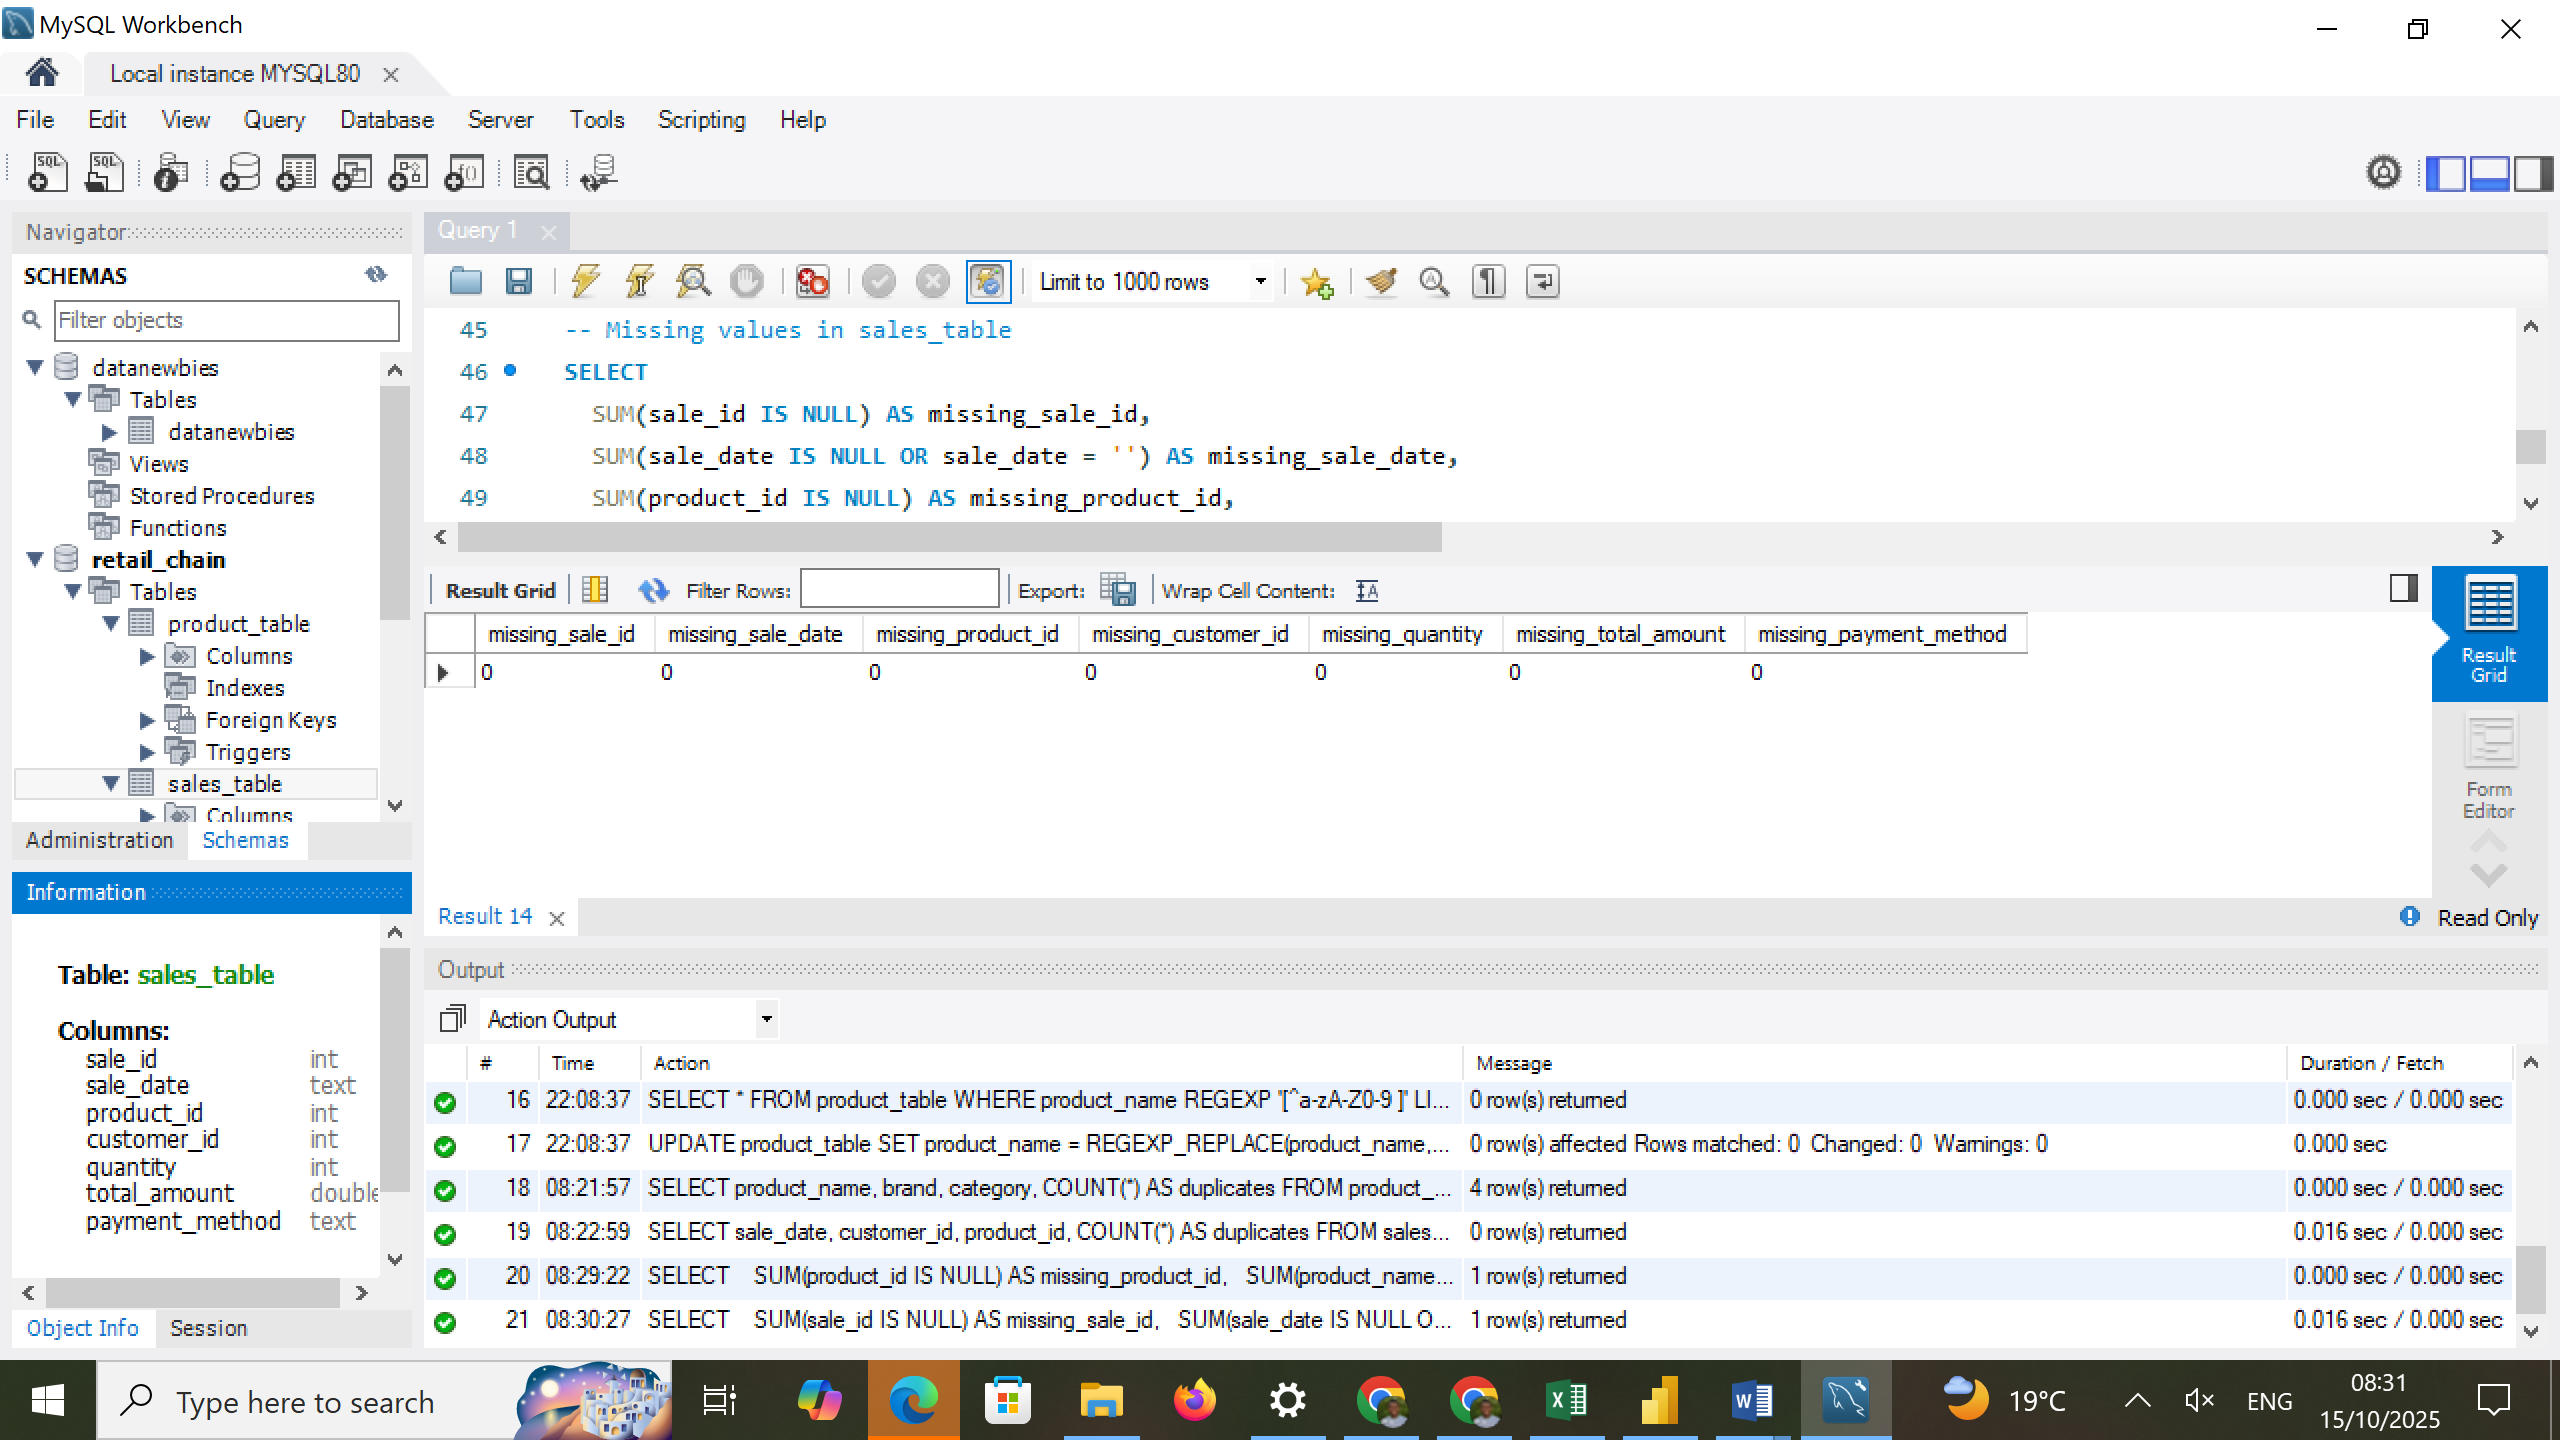 MySQL Workbench
Local instance MYSQL80
File Edit View Query Database Server Tools Scripting Help
Navigator
SCHEMAS
Filter objects
datanewbies
Tables
datanewbies
Views
Stored Procedures
Functions
retail_chain
Tables
product_table
Columns
Indexes
Foreign Keys
Triggers
sales_table
Columns
Administration Schemas
Information
Table: sales_table
Columns:
sale_id int
sale_date text
product_id int
customer_id int
quantity int
total_amount double
payment_method text
Object Info Session
Query 1
Limit to 1000 rows
45 -- Missing values in sales_table
46 SELECT
47 SUM(sale_id IS NULL) AS missing_sale_id,
48 SUM(sale_date IS NULL OR sale_date = '') AS missing_sale_date,
49 SUM(product_id IS NULL) AS missing_product_id,
Result Grid Filter Rows: Export: Wrap Cell Content:
missing_sale_id missing_sale_date missing_product_id missing_customer_id missing_quantity missing_total_amount missing_payment_method
0 0 0 0 0 0 0
Result Grid
Form Editor
Result 14
Read Only
Output
Action Output
# Time Action Message Duration / Fetch
16 22:08:37 SELECT * FROM product_table WHERE product_name REGEXP '[^a-zA-Z0-9 ]' LI... 0 row(s) returned 0.000 sec / 0.000 sec
17 22:08:37 UPDATE product_table SET product_name = REGEXP_REPLACE(product_name,... 0 row(s) affected Rows matched: 0 Changed: 0 Warnings: 0 0.000 sec
18 08:21:57 SELECT product_name, brand, category, COUNT(*) AS duplicates FROM product_... 4 row(s) returned 0.000 sec / 0.000 sec
19 08:22:59 SELECT sale_date, customer_id, product_id, COUNT(*) AS duplicates FROM sales... 0 row(s) returned 0.016 sec / 0.000 sec
20 08:29:22 SELECT SUM(product_id IS NULL) AS missing_product_id, SUM(product_name... 1 row(s) returned 0.000 sec / 0.000 sec
21 08:30:27 SELECT SUM(sale_id IS NULL) AS missing_sale_id, SUM(sale_date IS NULL O... 1 row(s) returned 0.016 sec / 0.000 sec
Type here to search
19°C
ENG
08:31
15/10/2025